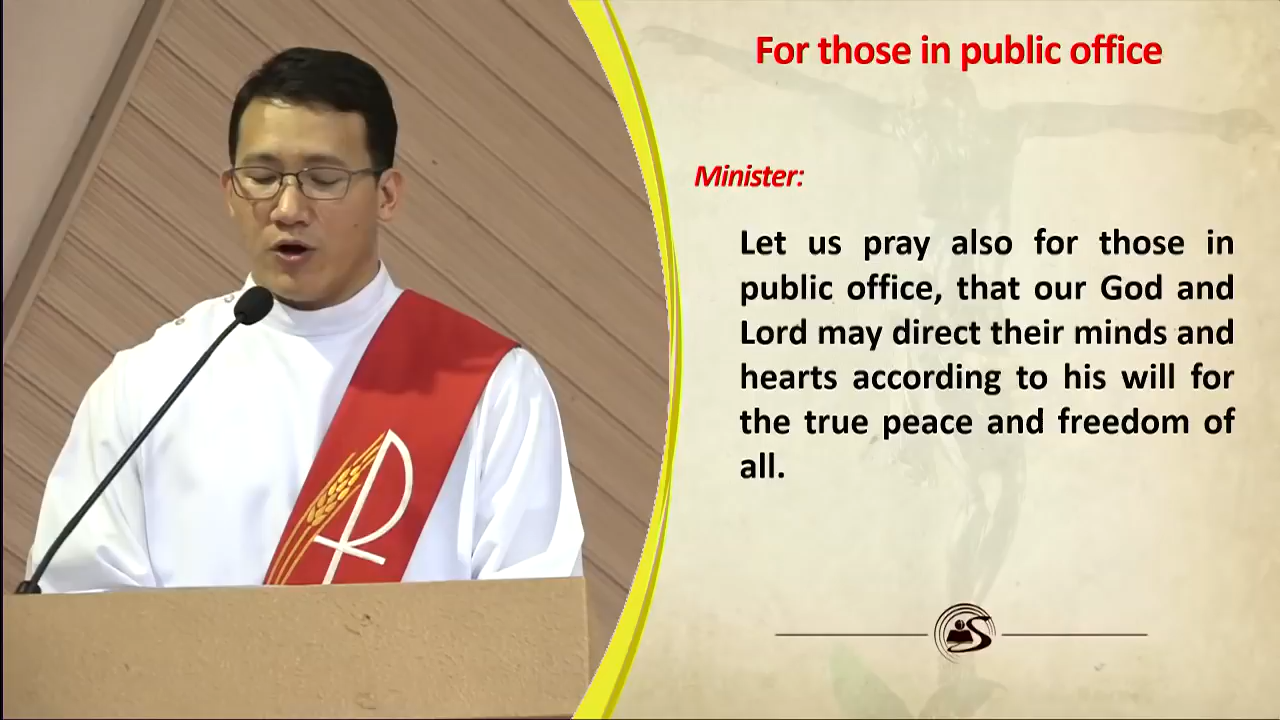 For those in public office
Minister:
Let us pray also for those in
public office, that our God and
Lord may direct their minds and
hearts according to his will for
the true peace and freedom of
all.